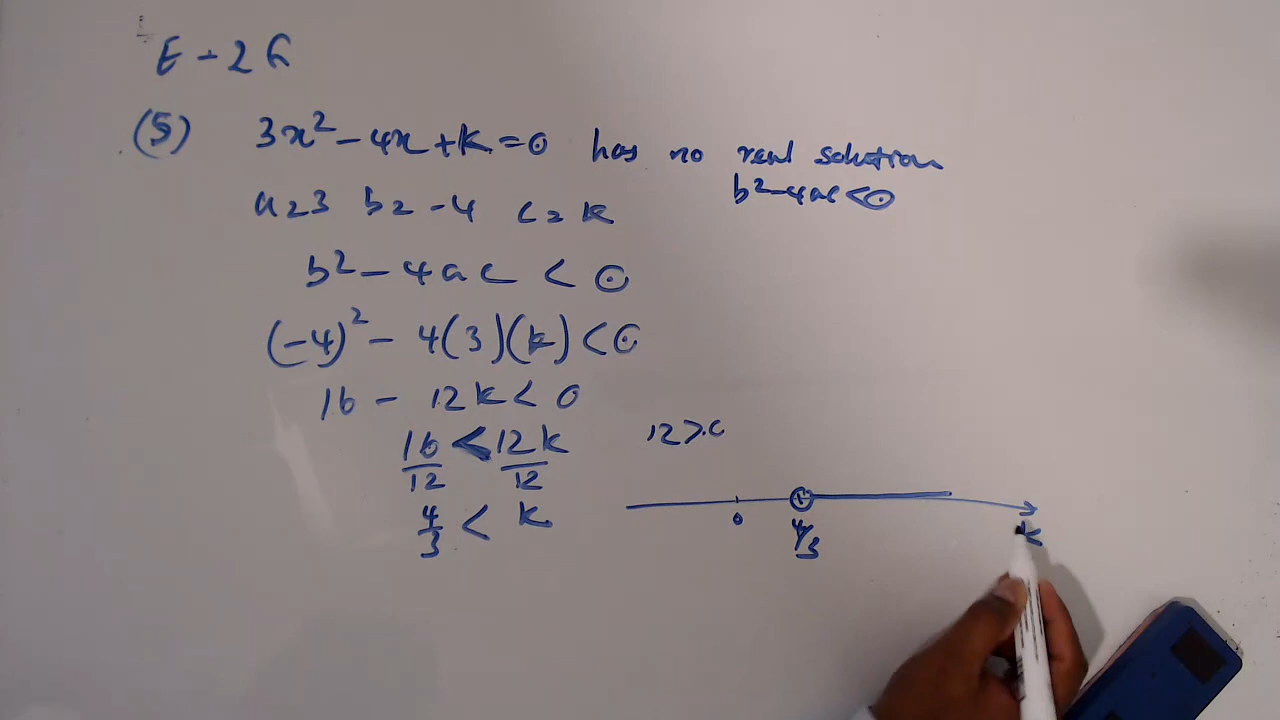 E - 2G
(5) 3x² - 4x + k = 0 has no real solution
b² - 4ac < 0
a = 3 b = -4 c = k
b² - 4ac < 0
(-4)² - 4(3)(k) < 0
16 - 12k < 0
16/12 < 12k/12
12 > 0
4/3 < k
0 4/3 k